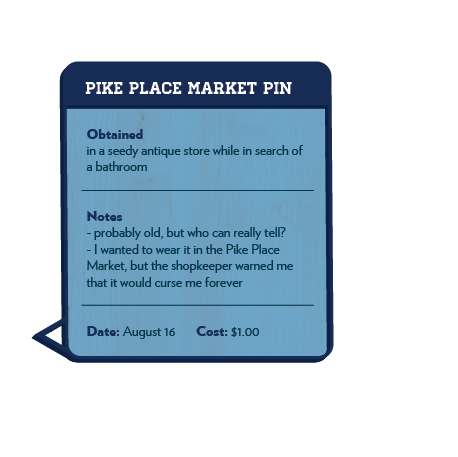 PIKE PLACE MARKET PIN
Obtained
in a seedy antique store while in search of
a bathroom
Notes
- probably old, but who can really tell?
- I wanted to wear it in the Pike Place
Market, but the shopkeeper warned me
that it would curse me forever
Date: August 16 Cost: $1.00